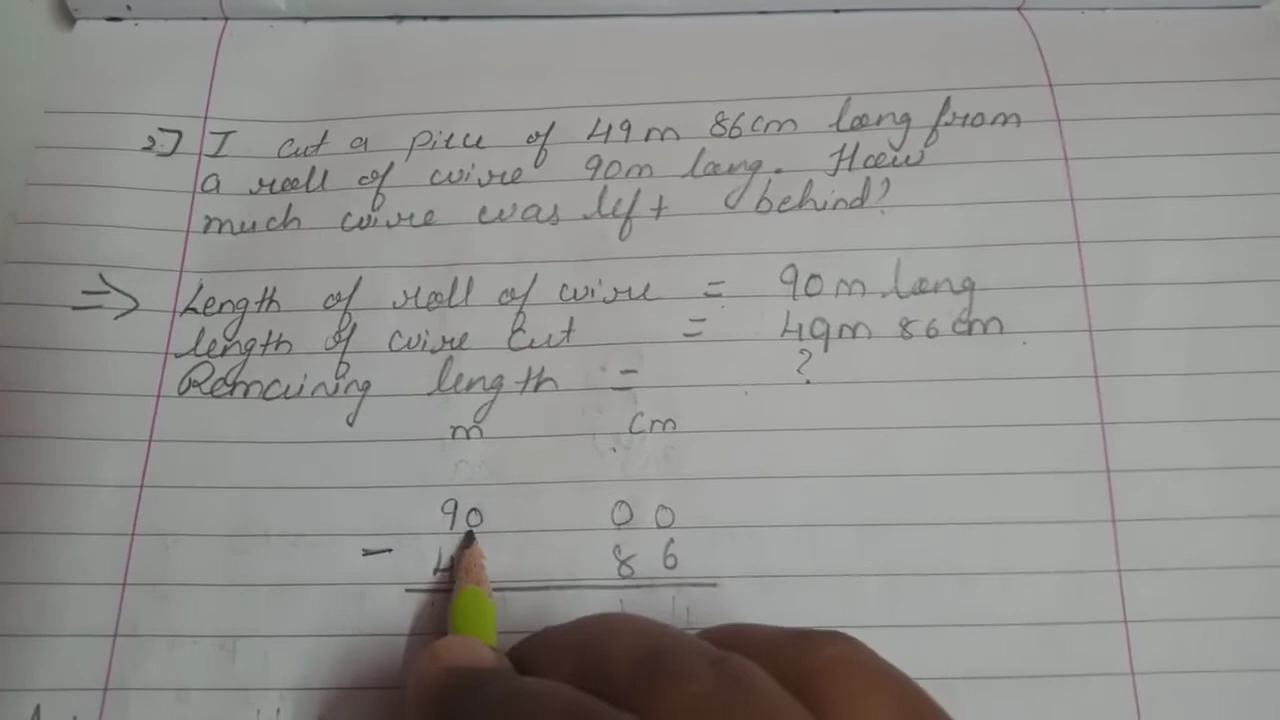 2.) I cut a piece of 49m 86cm long from
a roll of wire 90m long. How
much wire was left behind?
=> Length of roll of wire = 90m long
length of wire cut = 49m 86cm
Remaining length = ?
m cm
90 00
- 4 86